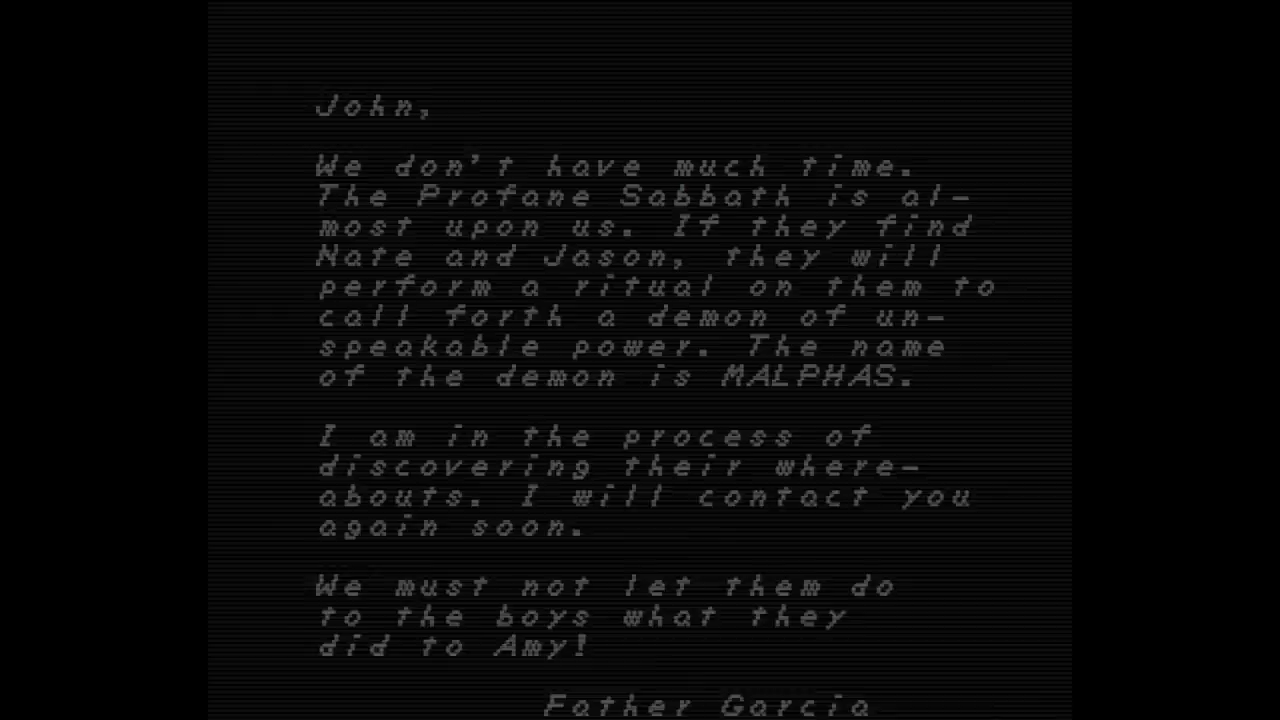 John,
We don't have much time.
The Profane Sabbath is al-
most upon us. If they find
Nate and Jason, they will
perform a ritual on them to
call forth a demon of un-
speakable power. The name
of the demon is MALPHAS.
I am in the process of
discovering their where-
abouts. I will contact you
again soon.
We must not let them do
to the boys what they
did to Amy!
Father Garcia